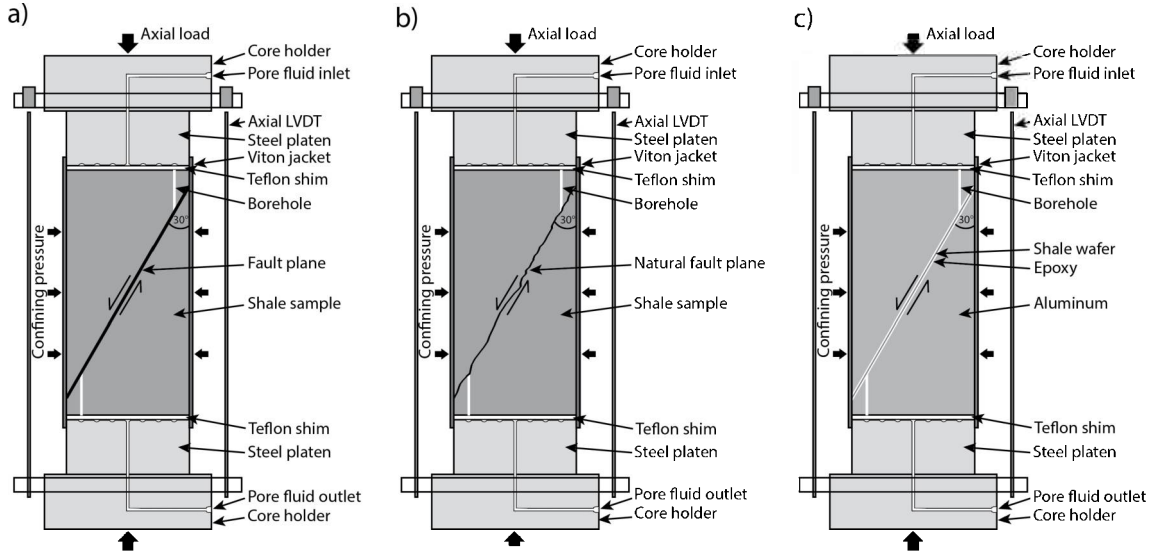 a)
Axial load
Core holder
Pore fluid inlet
Axial LVDT
Steel platen
Viton jacket
Teflon shim
Borehole
30°
Fault plane
Shale sample
Confining pressure
Teflon shim
Steel platen
Pore fluid outlet
Core holder
b)
Axial load
Core holder
Pore fluid inlet
Axial LVDT
Steel platen
Viton jacket
Teflon shim
Borehole
30°
Natural fault plane
Shale sample
Confining pressure
Teflon shim
Steel platen
Pore fluid outlet
Core holder
c)
Axial load
Core holder
Pore fluid inlet
Axial LVDT
Steel platen
Viton jacket
Teflon shim
Borehole
30°
Shale wafer
Epoxy
Aluminum
Confining pressure
Teflon shim
Steel platen
Pore fluid outlet
Core holder